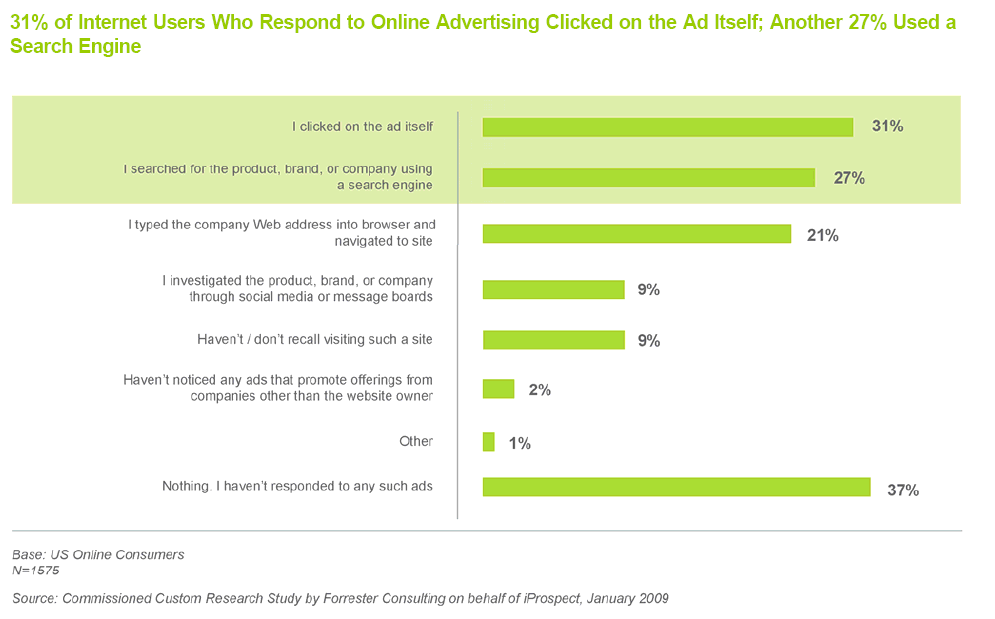 31% of Internet Users Who Respond to Online Advertising Clicked on the Ad Itself; Another 27% Used a
Search Engine
I clicked on the ad itself
31%
I searched for the product, brand, or company using
a search engine
27%
I typed the company Web address into browser and
navigated to site
21%
I investigated the product, brand, or company
through social media or message boards
9%
Haven't / don't recall visiting such a site
9%
Haven't noticed any ads that promote offerings from
companies other than the website owner
2%
Other
1%
Nothing. I haven't responded to any such ads
37%
Base: US Online Consumers
N=1575
Source: Commissioned Custom Research Study by Forrester Consulting on behalf of iProspect, January 2009